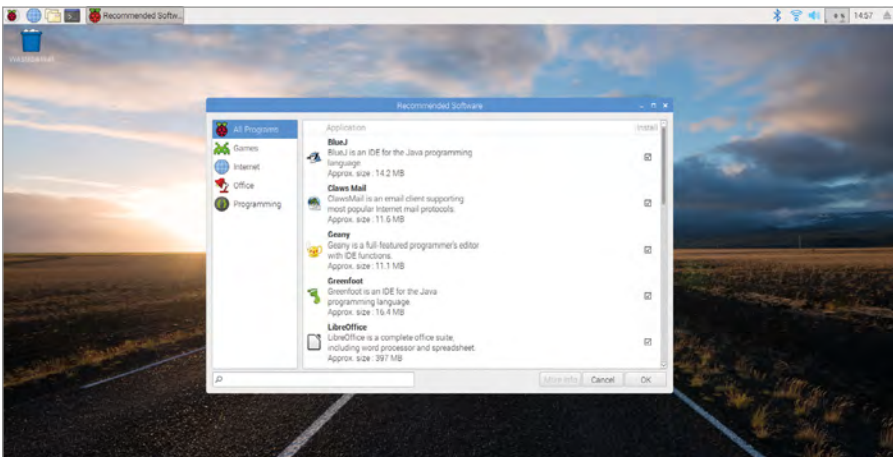 Recommended Softw...
14:57
Wastebasket
Recommended Software
All Programs
Games
Internet
Office
Programming
Application
Install
BlueJ
BlueJ is an IDE for the Java programming
language.
Approx. size : 14.2 MB
Claws Mail
ClawsMail is an email client supporting
most popular Internet mail protocols.
Approx. size : 11.6 MB
Geany
Geany is a full-featured programmer's editor
with IDE functions.
Approx. size : 11.1 MB
Greenfoot
Greenfoot is an IDE for the Java
programming language.
Approx. size : 16.4 MB
LibreOffice
LibreOffice is a complete office suite,
including word processor and spreadsheet.
Approx. size : 397 MB
More Info
Cancel
OK